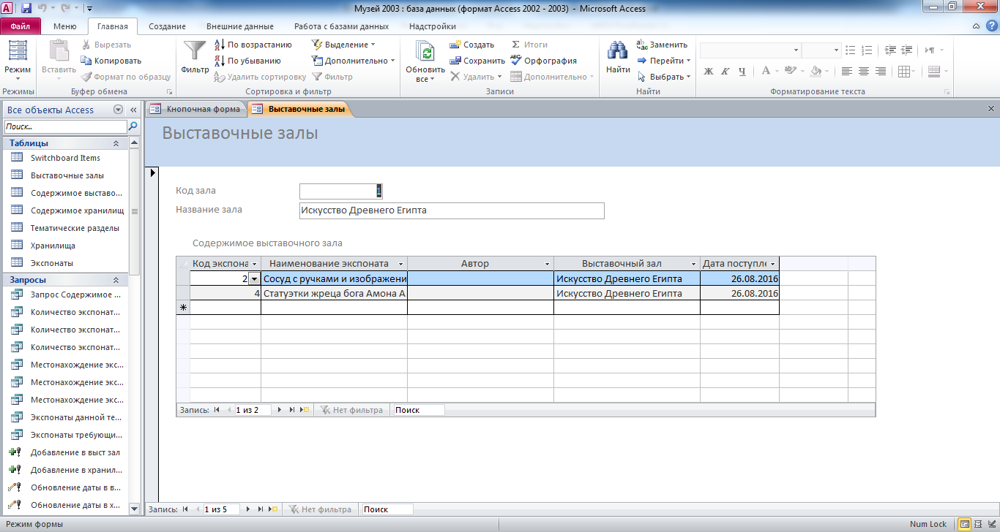 Музей 2003 : база данных (формат Access 2002 - 2003) - Microsoft Access
Файл Меню Главная Создание Внешние данные Работа с базами данных Надстройки
Режим
Режимы
Вставить
Вырезать
Копировать
Формат по образцу
Буфер обмена
Фильтр
По возрастанию
По убыванию
Удалить сортировку
Выделение
Дополнительно
Фильтр
Сортировка и фильтр
Обновить
все
Создать
Сохранить
Удалить
Итоги
Орфография
Дополнительно
Записи
Найти
Заменить
Перейти
Выбрать
Найти
Ж К Ч
Форматирование текста
Все объекты Access
Поиск...
Таблицы
Switchboard Items
Выставочные залы
Содержимое выставо...
Содержимое хранилищ
Тематические разделы
Хранилища
Экспонаты
Запросы
Запрос Содержимое ...
Количество экспонат...
Количество экспонат...
Количество экспонат...
Местонахождение экс...
Местонахождение экс...
Местонахождение экс...
Экспонаты данной те...
Экспонаты требующи...
Добавление в выст зал
Добавление в хранил...
Обновление даты в в...
Обновление даты в х...
Кнопочная форма Выставочные залы
Выставочные залы
Код зала 1
Название зала Искусство Древнего Египта
Содержимое выставочного зала
Код экспона Наименование экспоната Автор Выставочный зал Дата поступле
2 Сосуд с ручками и изображени Искусство Древнего Египта 26.08.2016
4 Статуэтки жреца бога Амона А Искусство Древнего Египта 26.08.2016
Запись: 1 из 2 Нет фильтра Поиск
Запись: 1 из 5 Нет фильтра Поиск
Режим формы Num Lock